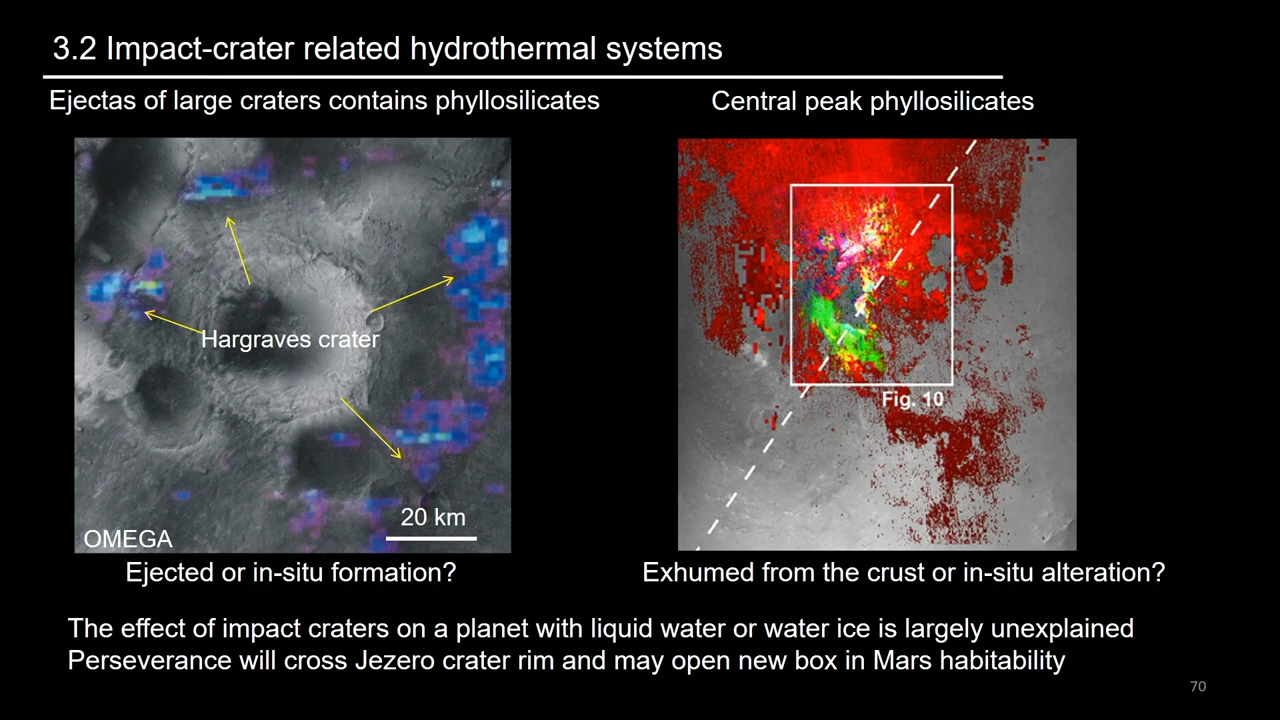 3.2 Impact-crater related hydrothermal systems
Ejectas of large craters contains phyllosilicates
Central peak phyllosilicates
Hargraves crater
Fig. 10
20 km
OMEGA
Ejected or in-situ formation?
Exhumed from the crust or in-situ alteration?
The effect of impact craters on a planet with liquid water or water ice is largely unexplained
Perseverance will cross Jezero crater rim and may open new box in Mars habitability
70